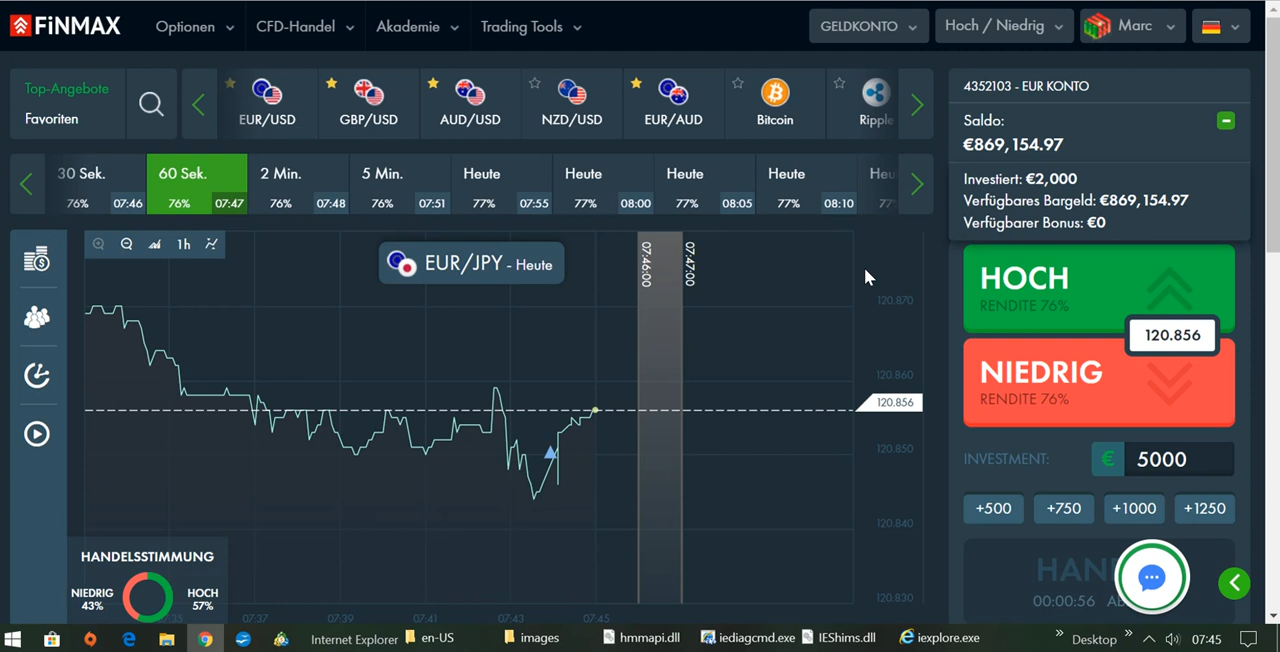 FiNMAX
Optionen
CFD-Handel
Akademie
Trading Tools
GELDKONTO
Hoch / Niedrig
Marc
Top-Angebote
Favoriten
EUR/USD
GBP/USD
AUD/USD
NZD/USD
EUR/AUD
Bitcoin
Ripple
4352103 - EUR KONTO
Saldo:
€869,154.97
Investiert: €2,000
Verfügbares Bargeld: €869,154.97
Verfügbarer Bonus: €0
30 Sek.
76% 07:46
60 Sek.
76% 07:47
2 Min.
76% 07:48
5 Min.
76% 07:51
Heute
77% 07:55
Heute
77% 08:00
Heute
77% 08:05
Heute
77% 08:10
Heu
77%
1h
EUR/JPY - Heute
07:46:00
07:47:00
120.870
120.860
120.856
120.850
120.840
120.830
HOCH
RENDITE 76%
120.856
NIEDRIG
RENDITE 76%
INVESTMENT:
€ 5000
+500
+750
+1000
+1250
00:00:56
HANDELSSTIMMUNG
NIEDRIG
43%
HOCH
57%
07:35
07:37
07:39
07:41
07:43
07:45
Internet Explorer
en-US
images
hmmapi.dll
iediagcmd.exe
IEShims.dll
iexplore.exe
»
Desktop
»
07:45